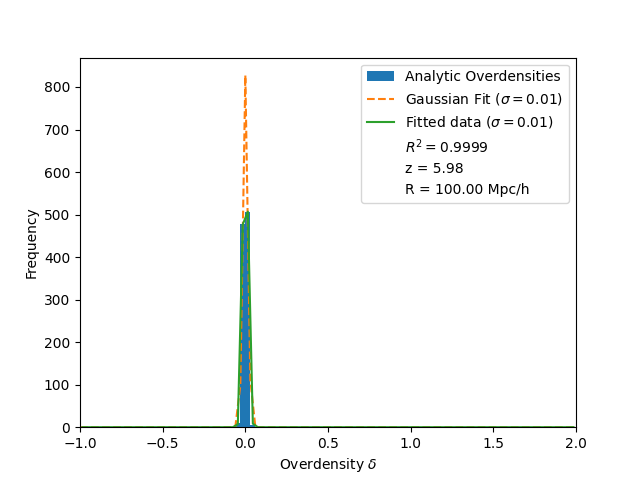 Analytic Overdensities
Gaussian Fit (σ = 0.01)
Fitted data (σ = 0.01)
R² = 0.9999
z = 5.98
R = 100.00 Mpc/h
800
700
600
500
400
300
200
100
0
Frequency
−1.0 −0.5 0.0 0.5 1.0 1.5 2.0
Overdensity δ